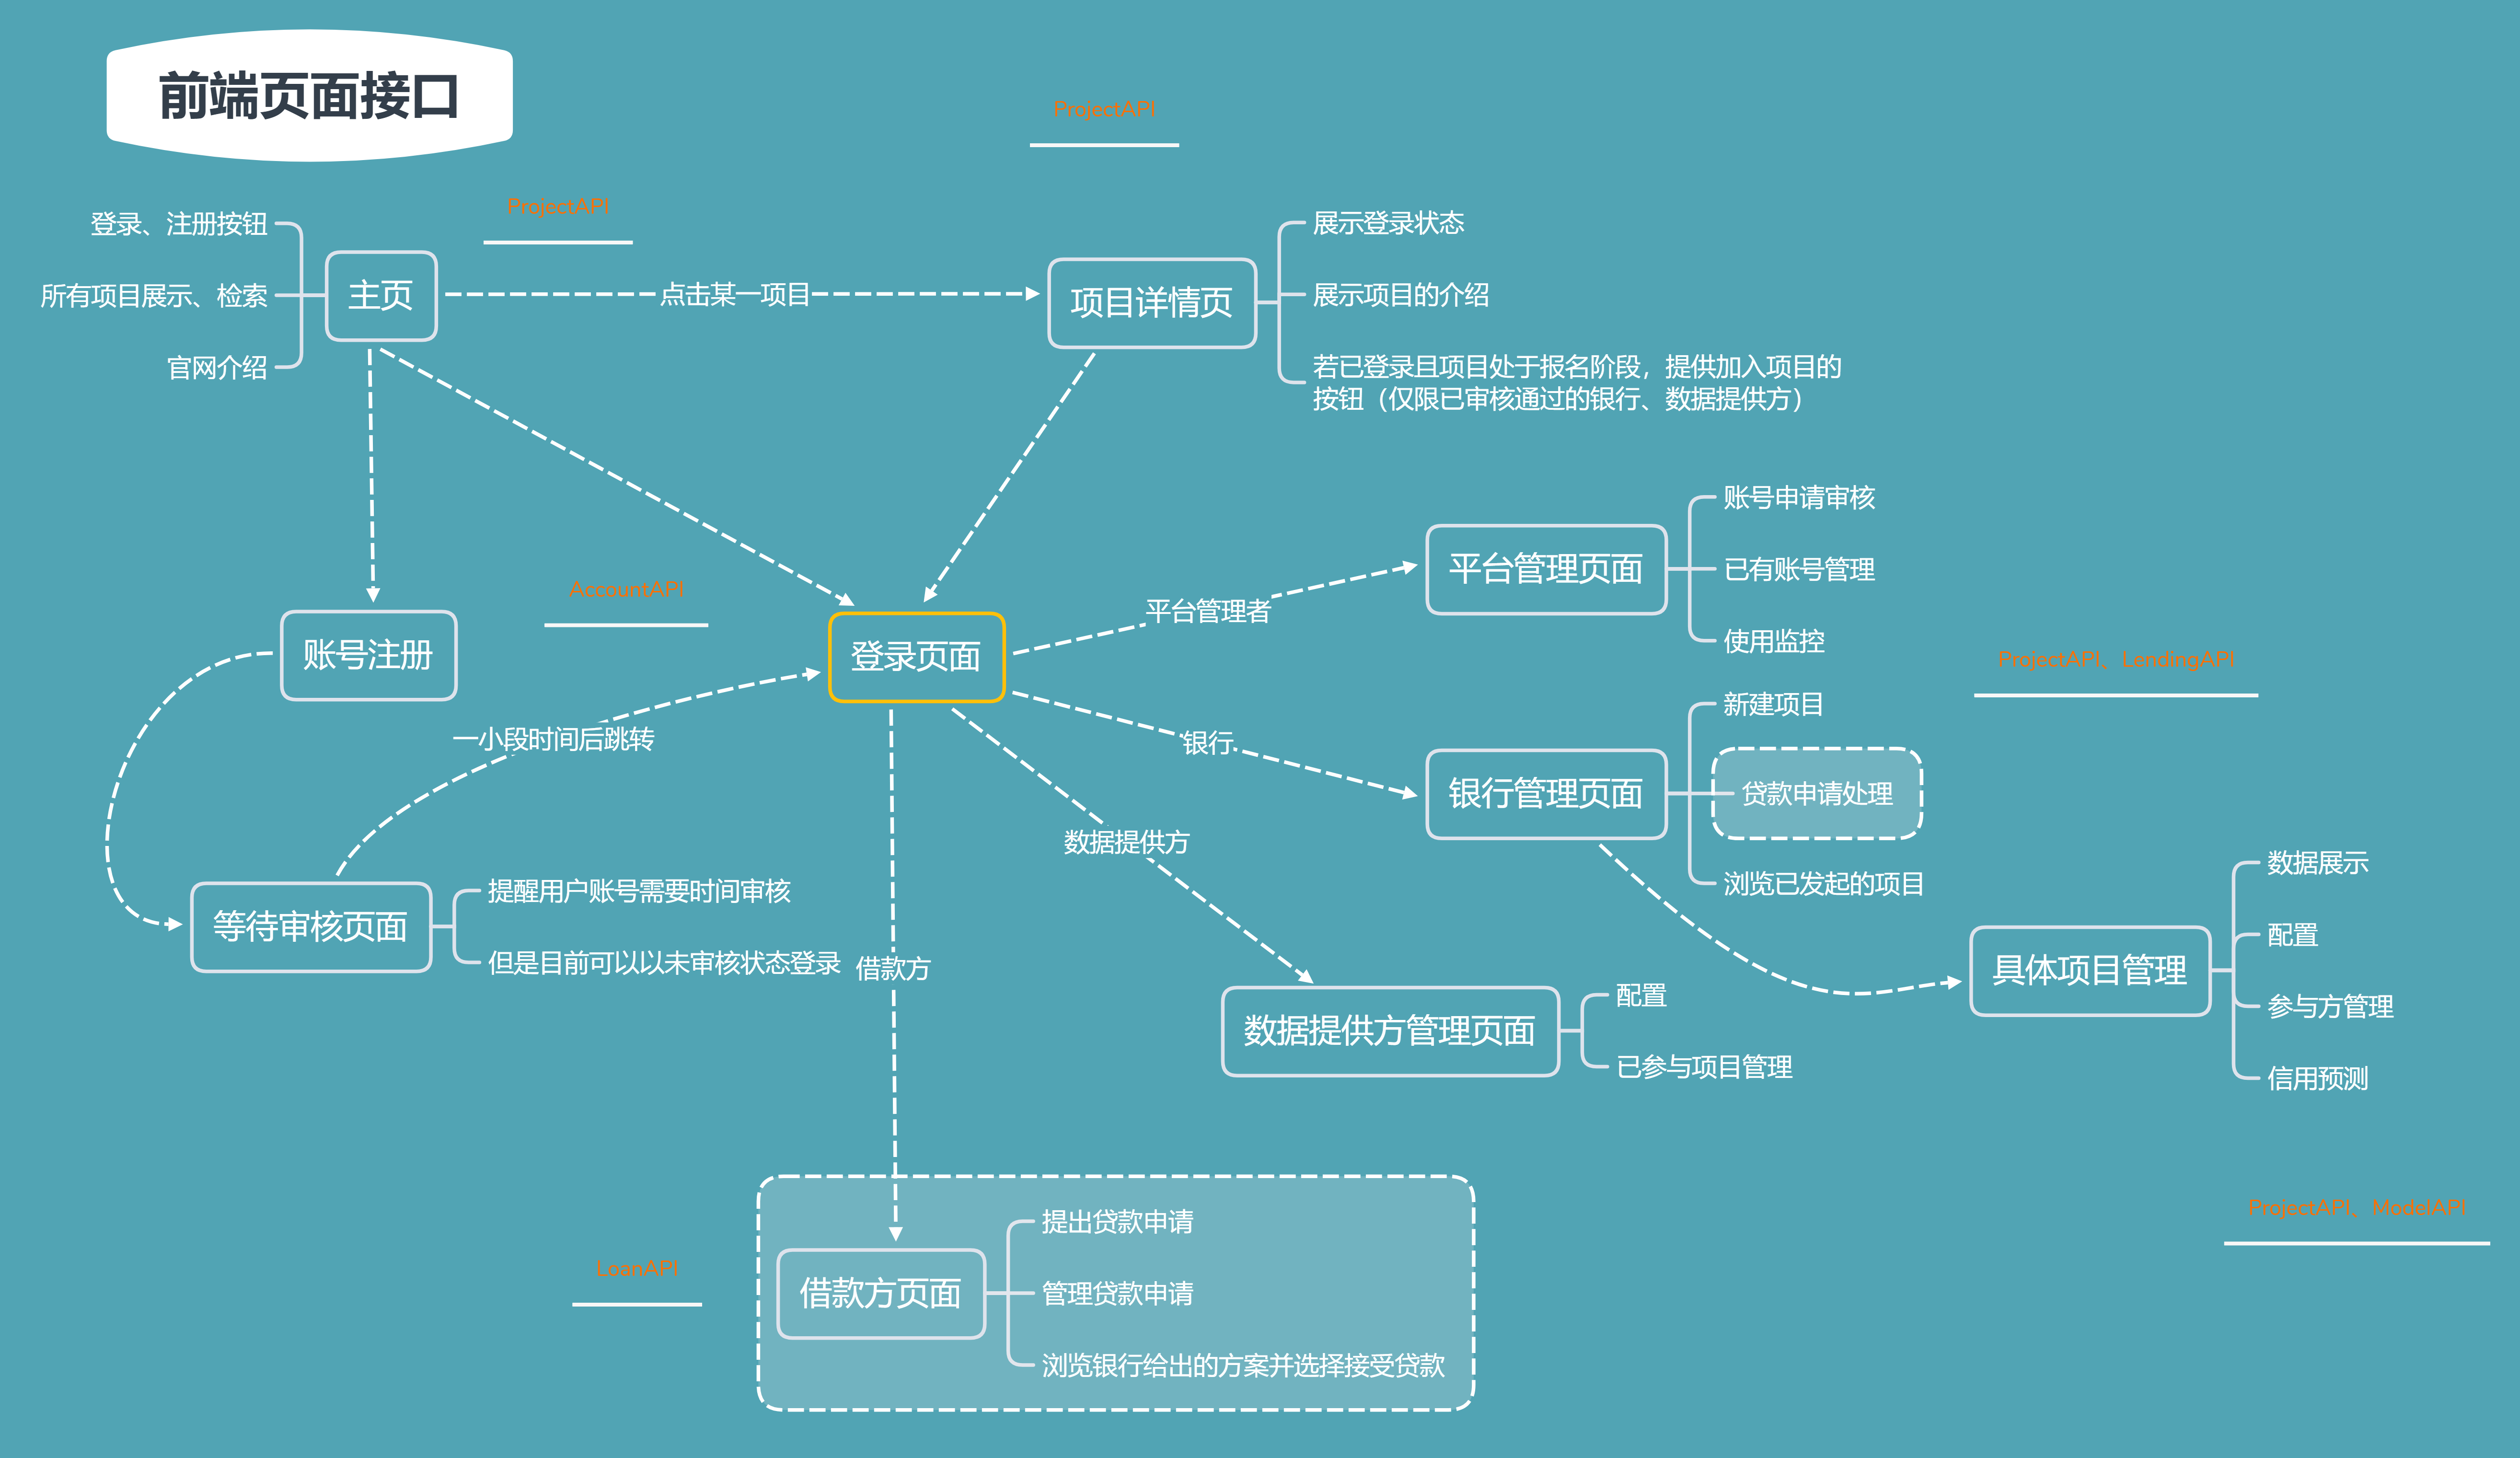 前端页面接口
ProjectAPI
ProjectAPI
登录、注册按钮
所有项目展示、检索
官网介绍
主页
点击某一项目
项目详情页
展示登录状态
展示项目的介绍
若已登录且项目处于报名阶段，提供加入项目的
按钮（仅限已审核通过的银行、数据提供方）
账号注册
AccountAPI
登录页面
平台管理者
平台管理页面
账号申请审核
已有账号管理
使用监控
ProjectAPI、LendingAPI
一小段时间后跳转
银行
银行管理页面
新建项目
贷款申请处理
浏览已发起的项目
数据提供方
等待审核页面
提醒用户账号需要时间审核
但是目前可以以未审核状态登录
借款方
数据提供方管理页面
配置
已参与项目管理
具体项目管理
数据展示
配置
参与方管理
信用预测
ProjectAPI、ModelAPI
LoanAPI
借款方页面
提出贷款申请
管理贷款申请
浏览银行给出的方案并选择接受贷款